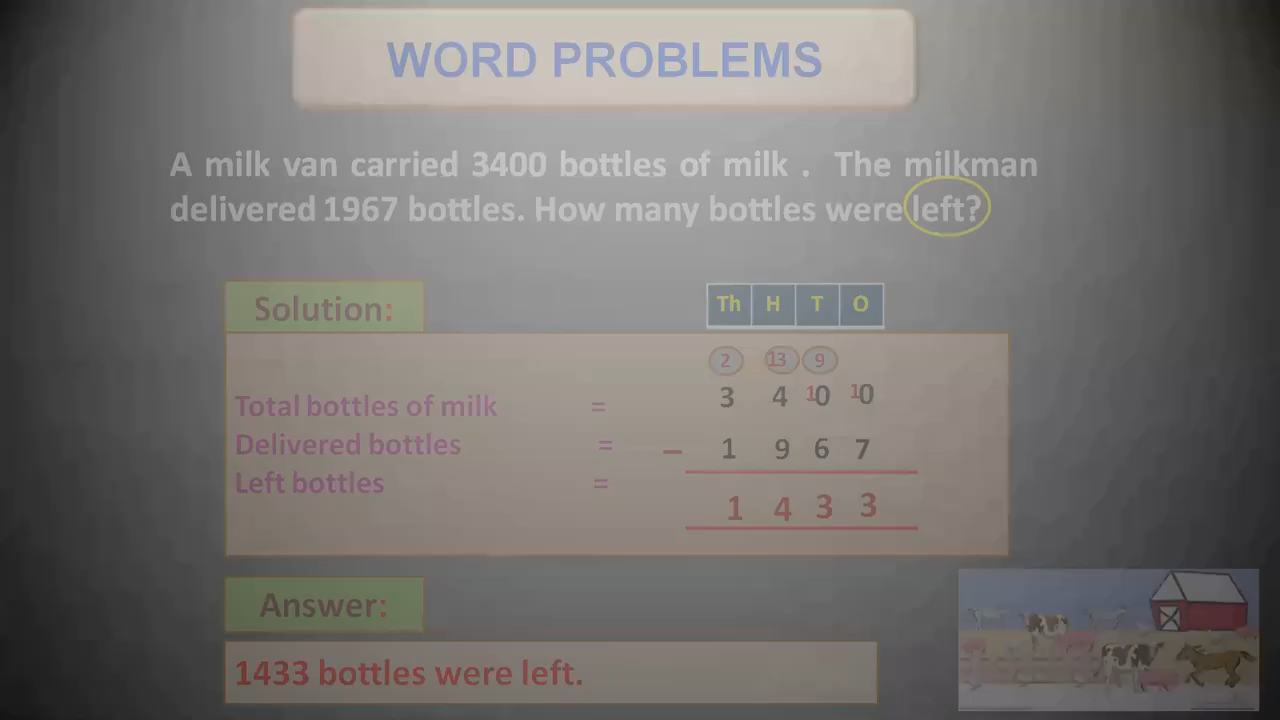 WORD PROBLEMS
A milk van carried 3400 bottles of milk . The milkman
delivered 1967 bottles. How many bottles were left?
Solution:
Th H T O
2 13 9
Total bottles of milk = 3 4 10 10
Delivered bottles = – 1 9 6 7
Left bottles = 1 4 3 3
Answer:
1433 bottles were left.